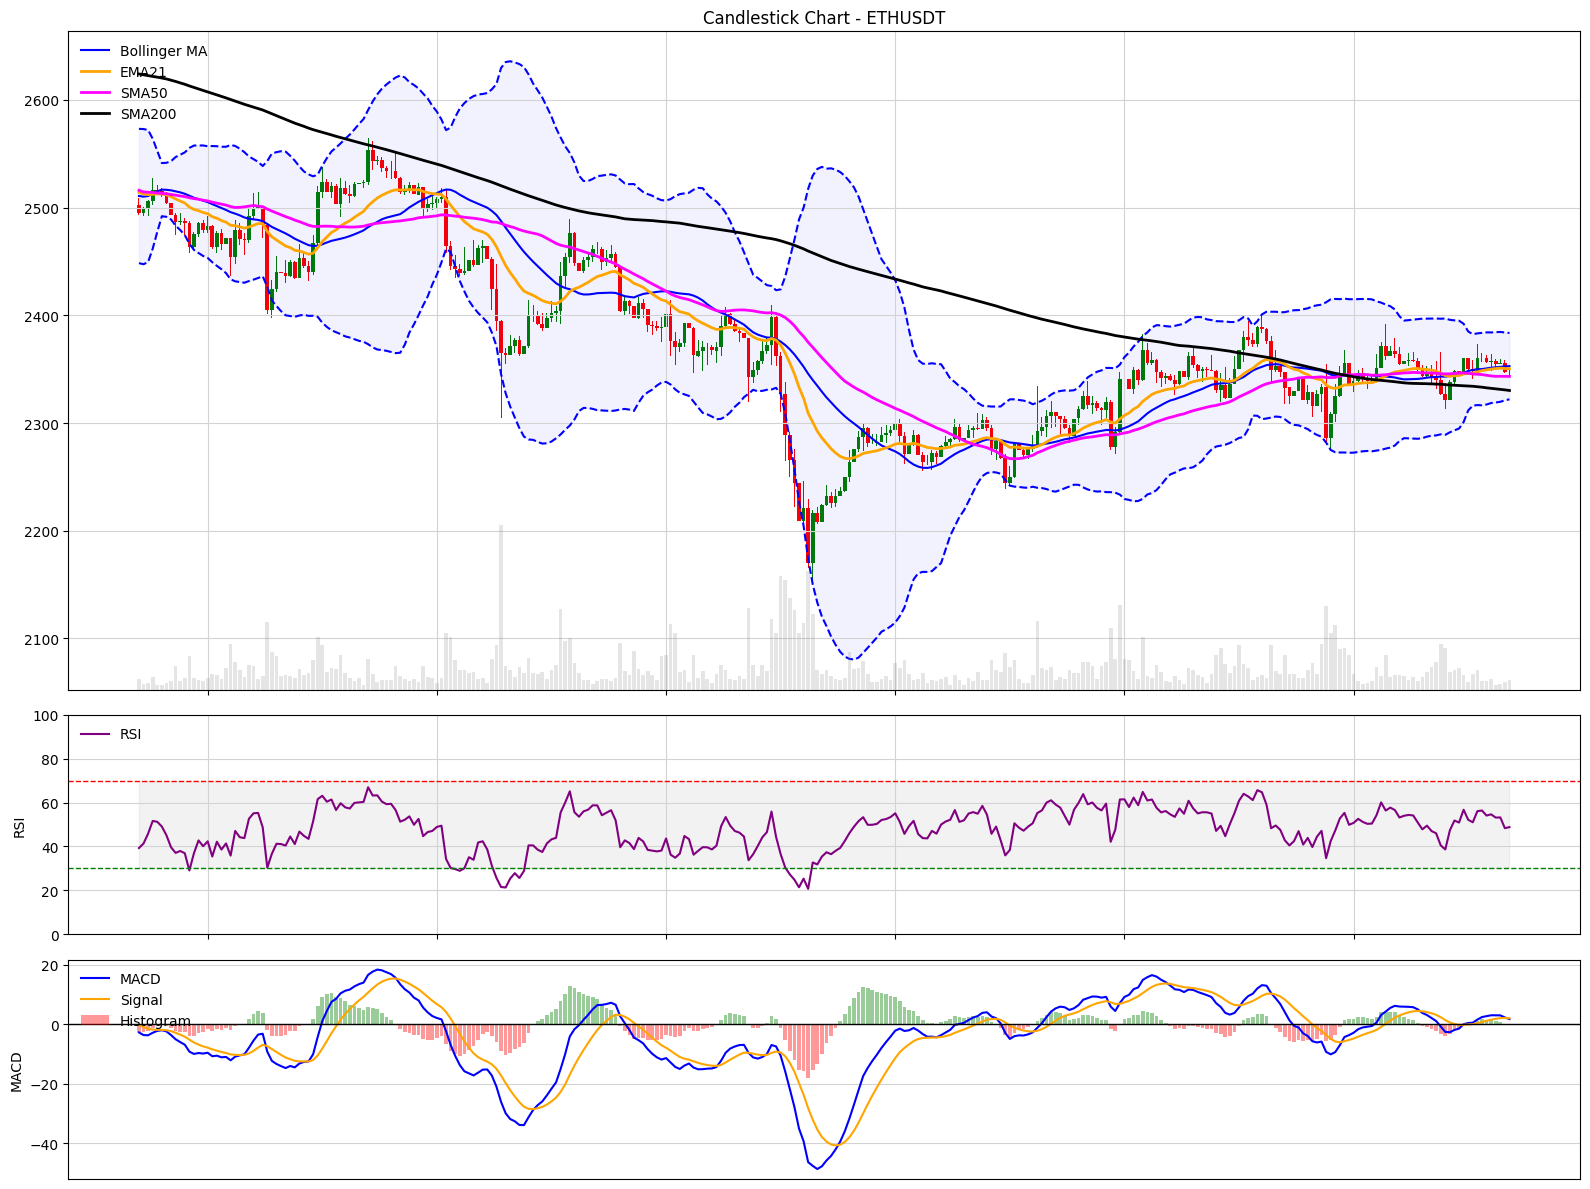 Candlestick Chart - ETHUSDT
Bollinger MA
EMA21
SMA50
SMA200
2600
2500
2400
2300
2200
2100
RSI
100
80
60
40
20
0
RSI
MACD
Signal
Histogram
20
0
−20
−40
MACD